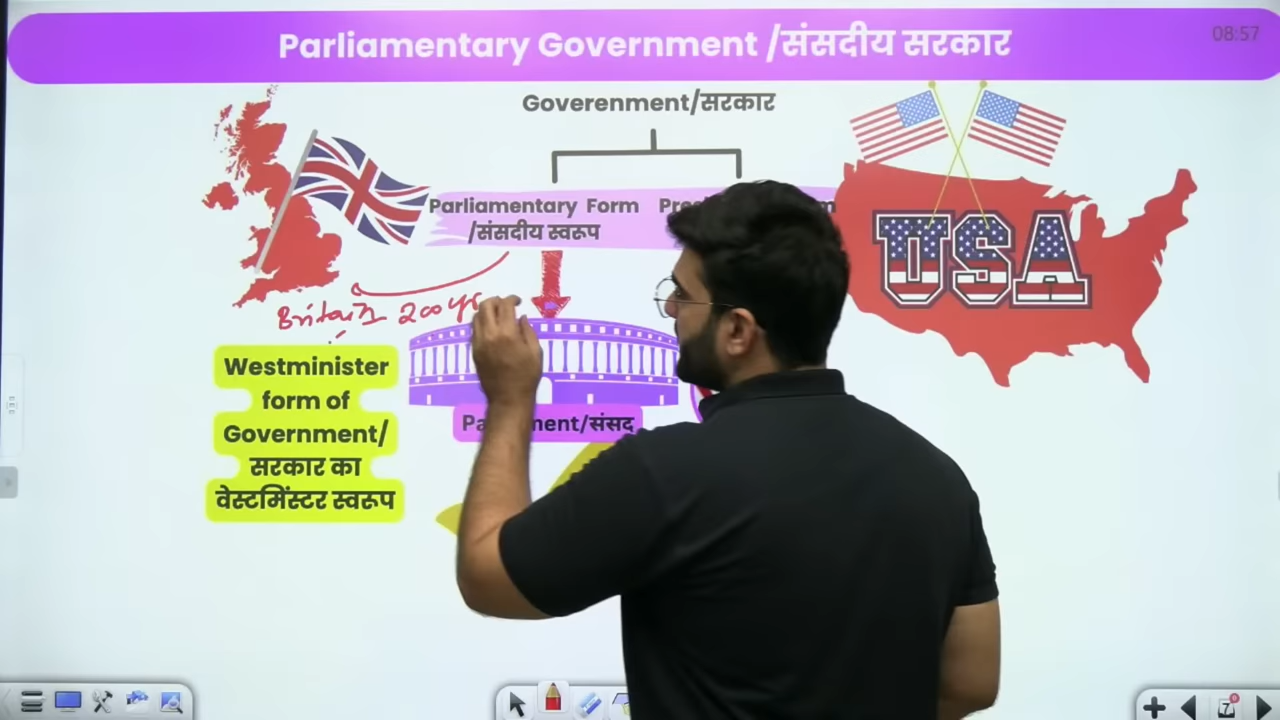 Parliamentary Government /संसदीय सरकार
08:57
Goverenment/सरकार
Parliamentary Form
/संसदीय स्वरूप
USA
Britain 200yr
Westminister
form of
Government/
सरकार का
वेस्टमिंस्टर स्वरूप